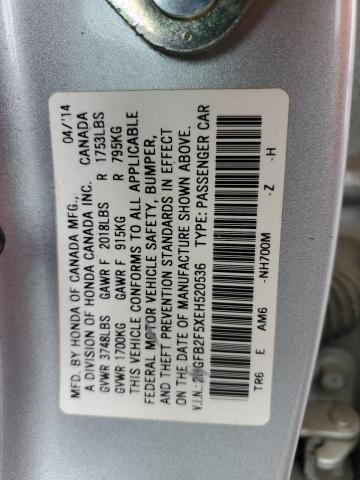 MFD. BY HONDA OF CANADA MFG., 04/'14
A DIVISION OF HONDA CANADA INC. CANADA
GVWR 3748LBS GAWR F 2018LBS R 1753LBS
GVWR 1700KG GAWR F 915KG R 795KG
THIS VEHICLE CONFORMS TO ALL APPLICABLE
FEDERAL MOTOR VEHICLE SAFETY, BUMPER,
AND THEFT PREVENTION STANDARDS IN EFFECT
ON THE DATE OF MANUFACTURE SHOWN ABOVE.
V.I.N.: 2HGFB2F5XEH520536 TYPE: PASSENGER CAR
TR6 E AM6 -NH700M -Z -H